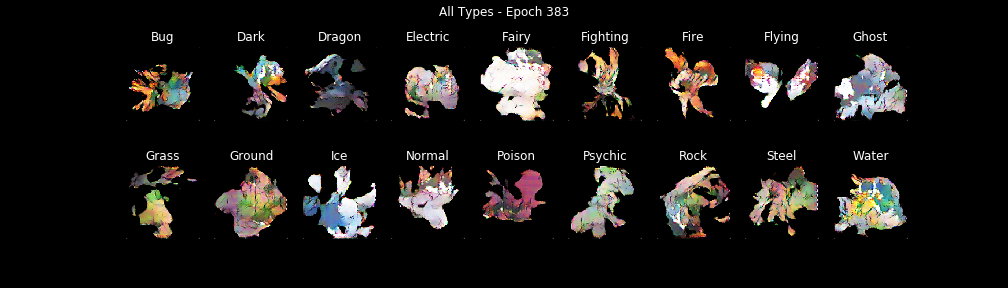 All Types - Epoch 383
Bug Dark Dragon Electric Fairy Fighting Fire Flying Ghost
Grass Ground Ice Normal Poison Psychic Rock Steel Water